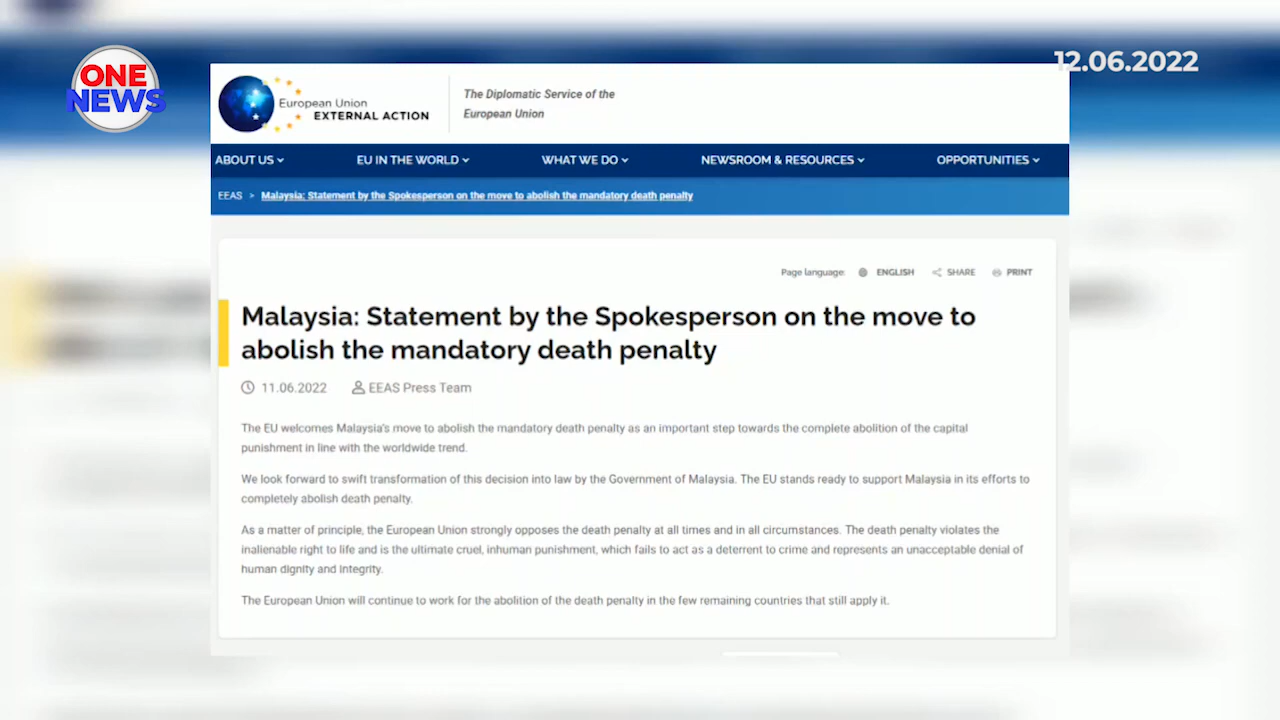 ONE
NEWS
12.06.2022
European Union
EXTERNAL ACTION
The Diplomatic Service of the
European Union
ABOUT US
EU IN THE WORLD
WHAT WE DO
NEWSROOM & RESOURCES
OPPORTUNITIES
EEAS > Malaysia: Statement by the Spokesperson on the move to abolish the mandatory death penalty
Page language: ENGLISH SHARE PRINT
Malaysia: Statement by the Spokesperson on the move to
abolish the mandatory death penalty
11.06.2022 EEAS Press Team
The EU welcomes Malaysia's move to abolish the mandatory death penalty as an important step towards the complete abolition of the capital
punishment in line with the worldwide trend.
We look forward to swift transformation of this decision into law by the Government of Malaysia. The EU stands ready to support Malaysia in its efforts to
completely abolish death penalty.
As a matter of principle, the European Union strongly opposes the death penalty at all times and in all circumstances. The death penalty violates the
inalienable right to life and is the ultimate cruel, inhuman punishment, which fails to act as a deterrent to crime and represents an unacceptable denial of
human dignity and integrity.
The European Union will continue to work for the abolition of the death penalty in the few remaining countries that still apply it.